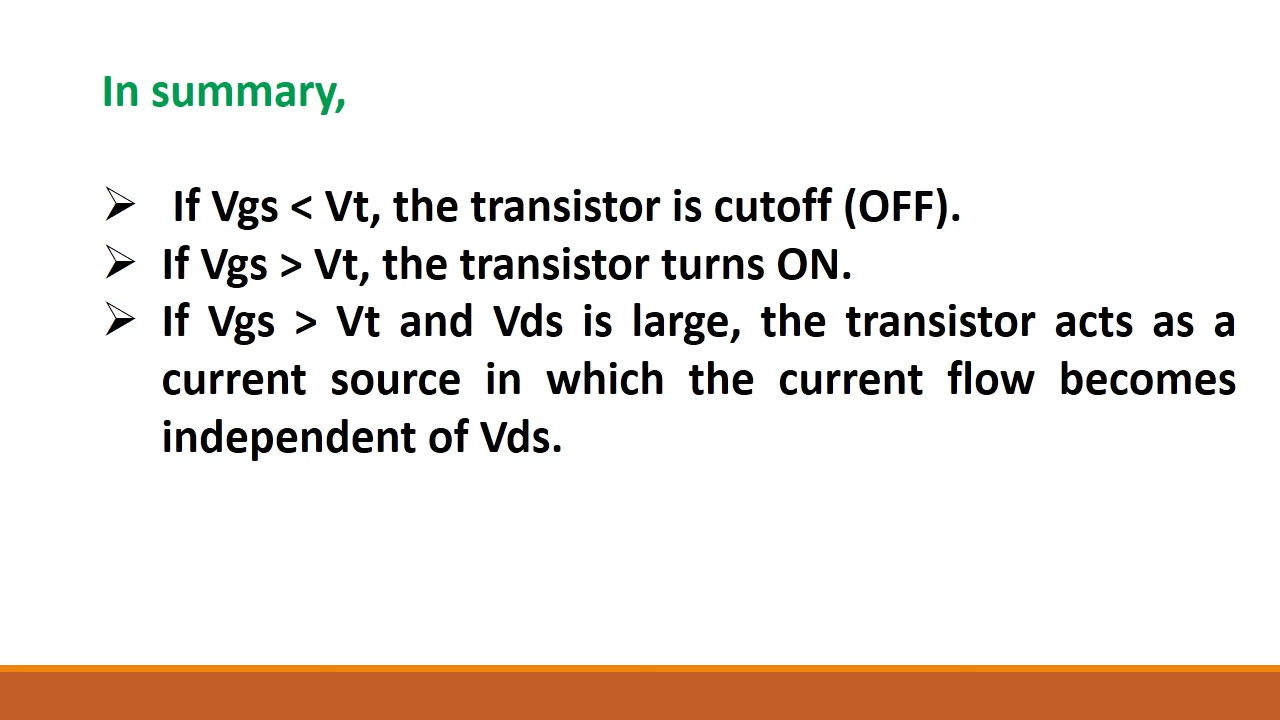 In summary,
➢ If Vgs < Vt, the transistor is cutoff (OFF).
➢ If Vgs > Vt, the transistor turns ON.
➢ If Vgs > Vt and Vds is large, the transistor acts as a
current source in which the current flow becomes
independent of Vds.